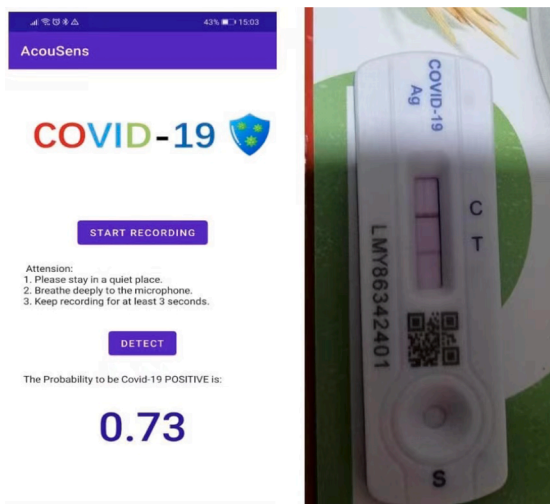 43% 15:03
AcouSens
COVID-19
START RECORDING
Attension:
1. Please stay in a quiet place.
2. Breathe deeply to the microphone.
3. Keep recording for at least 3 seconds.
DETECT
The Probability to be Covid-19 POSITIVE is:
0.73
COVID-19
Ag
C
T
LMY86342401
S